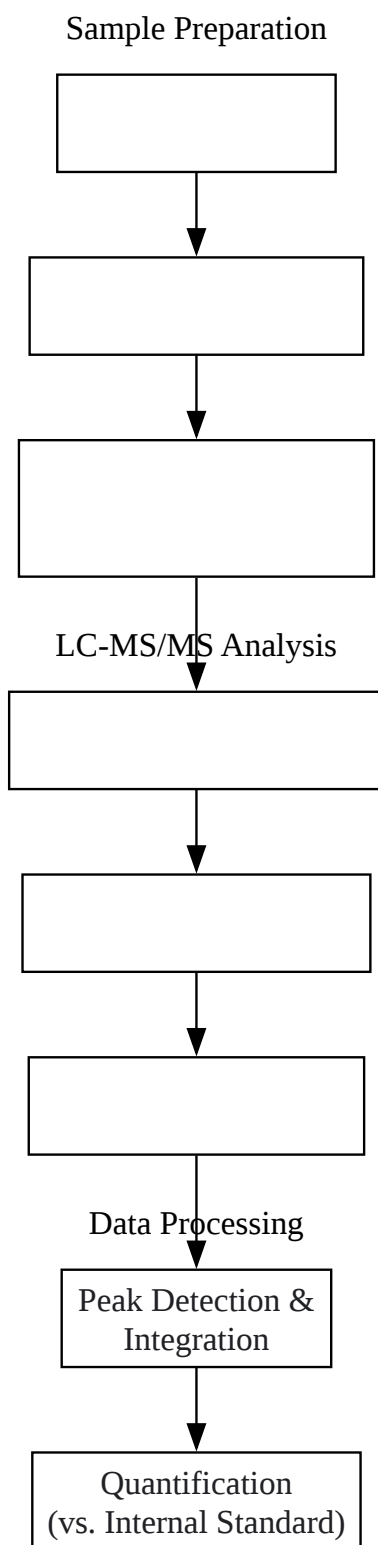 Sample Preparation
LC-MS/MS Analysis
Data Processing
Peak Detection &
Integration
Quantification
(vs. Internal Standard)